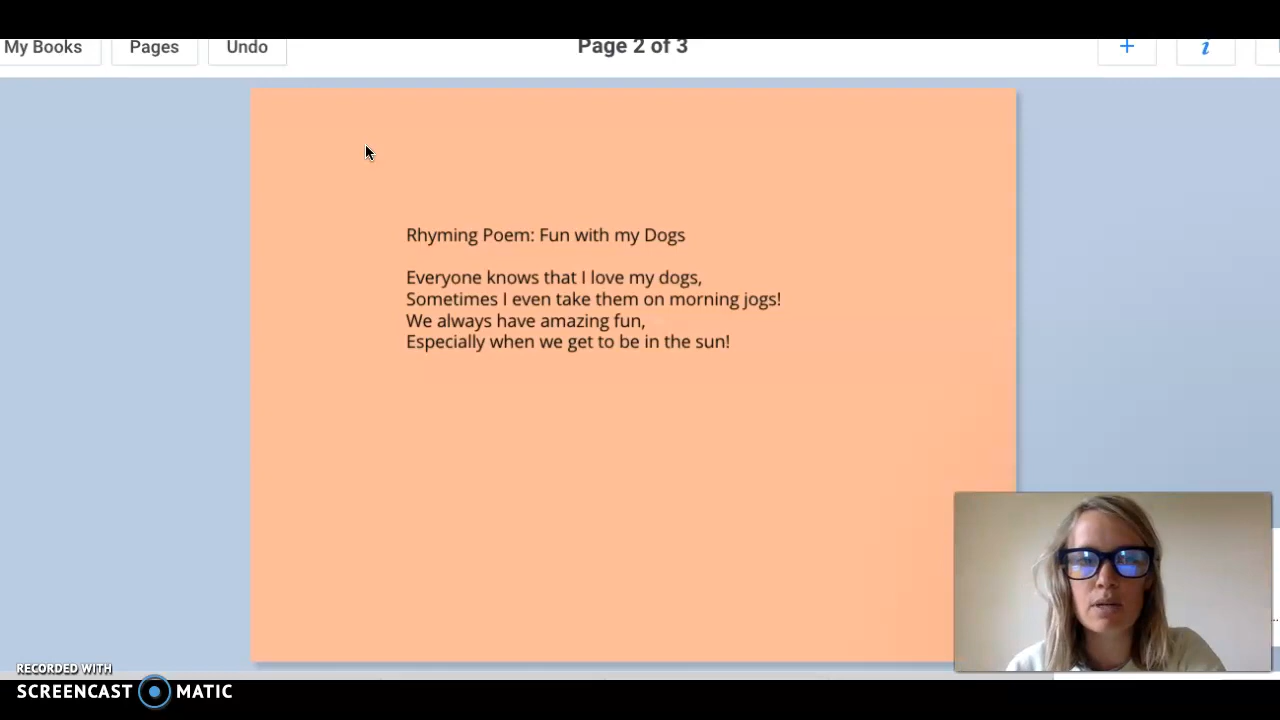 My Books Pages Undo Page 2 of 3 + i
Rhyming Poem: Fun with my Dogs
Everyone knows that I love my dogs,
Sometimes I even take them on morning jogs!
We always have amazing fun,
Especially when we get to be in the sun!
RECORDED WITH
SCREENCAST MATIC